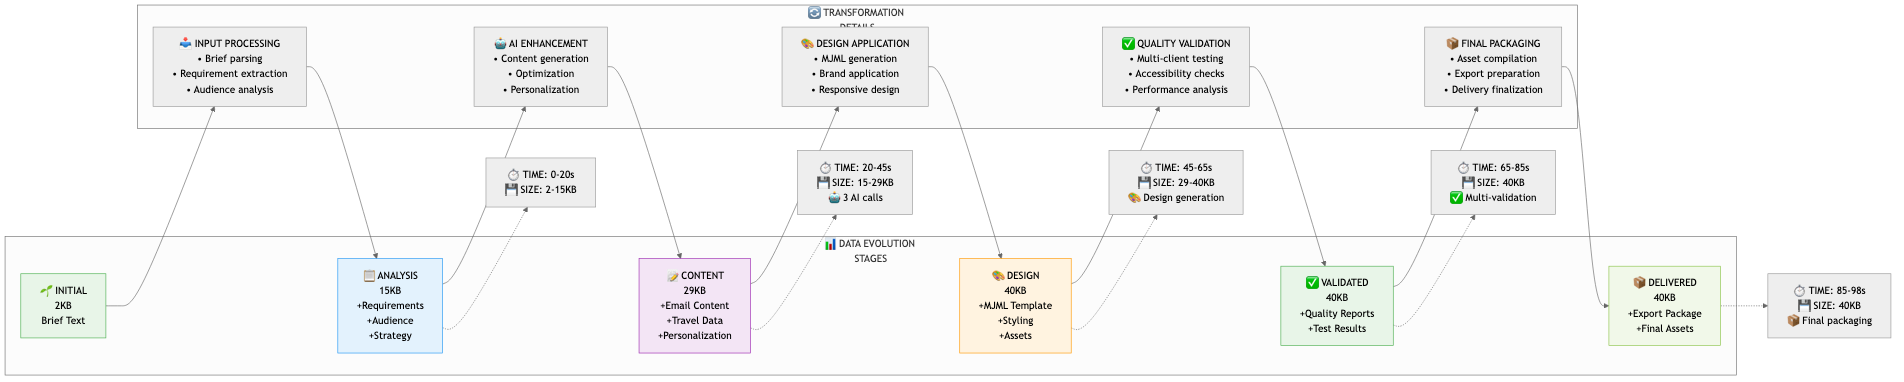 🔄 TRANSFORMATION
DETAILS
📥 INPUT PROCESSING
• Brief parsing
• Requirement extraction
• Audience analysis
🤖 AI ENHANCEMENT
• Content generation
• Optimization
• Personalization
🎨 DESIGN APPLICATION
• MJML generation
• Brand application
• Responsive design
✅ QUALITY VALIDATION
• Multi-client testing
• Accessibility checks
• Performance analysis
📦 FINAL PACKAGING
• Asset compilation
• Export preparation
• Delivery finalization
⏱️ TIME: 0-20s
💾 SIZE: 2-15KB
⏱️ TIME: 20-45s
💾 SIZE: 15-29KB
🤖 3 AI calls
⏱️ TIME: 45-65s
💾 SIZE: 29-40KB
🎨 Design generation
⏱️ TIME: 65-85s
💾 SIZE: 40KB
✅ Multi-validation
📊 DATA EVOLUTION
STAGES
🌱 INITIAL
2KB
Brief Text
📋 ANALYSIS
15KB
+Requirements
+Audience
+Strategy
📝 CONTENT
29KB
+Email Content
+Travel Data
+Personalization
🎨 DESIGN
40KB
+MJML Template
+Styling
+Assets
✅ VALIDATED
40KB
+Quality Reports
+Test Results
📦 DELIVERED
40KB
+Export Package
+Final Assets
⏱️ TIME: 85-98s
💾 SIZE: 40KB
📦 Final packaging